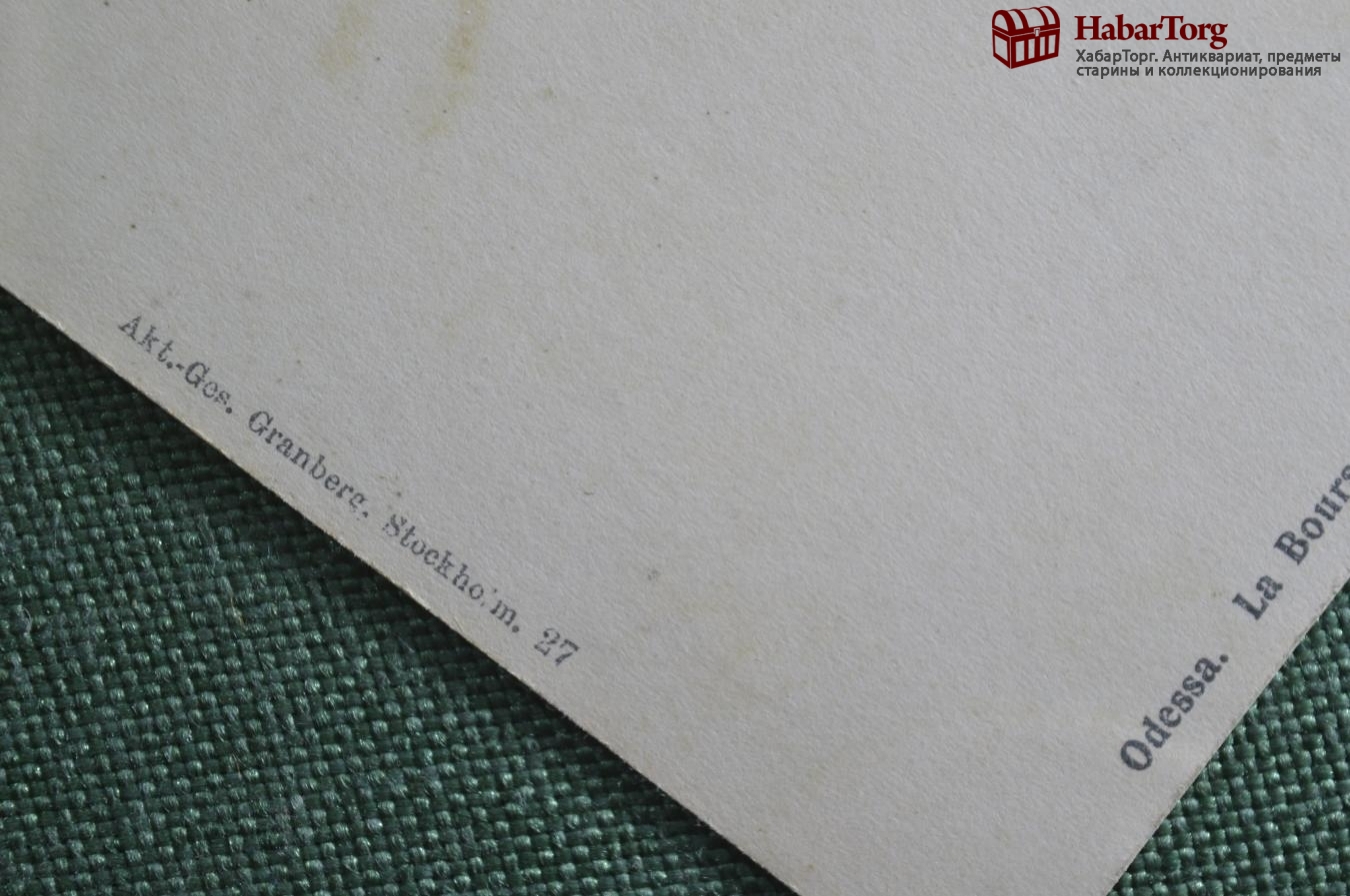 HabarTorg
ХабарТорг. Антиквариат, предметы
старины и коллекционирования
Akt.-Ges. Granberg, Stockholm. 27
Odessa. La Bours